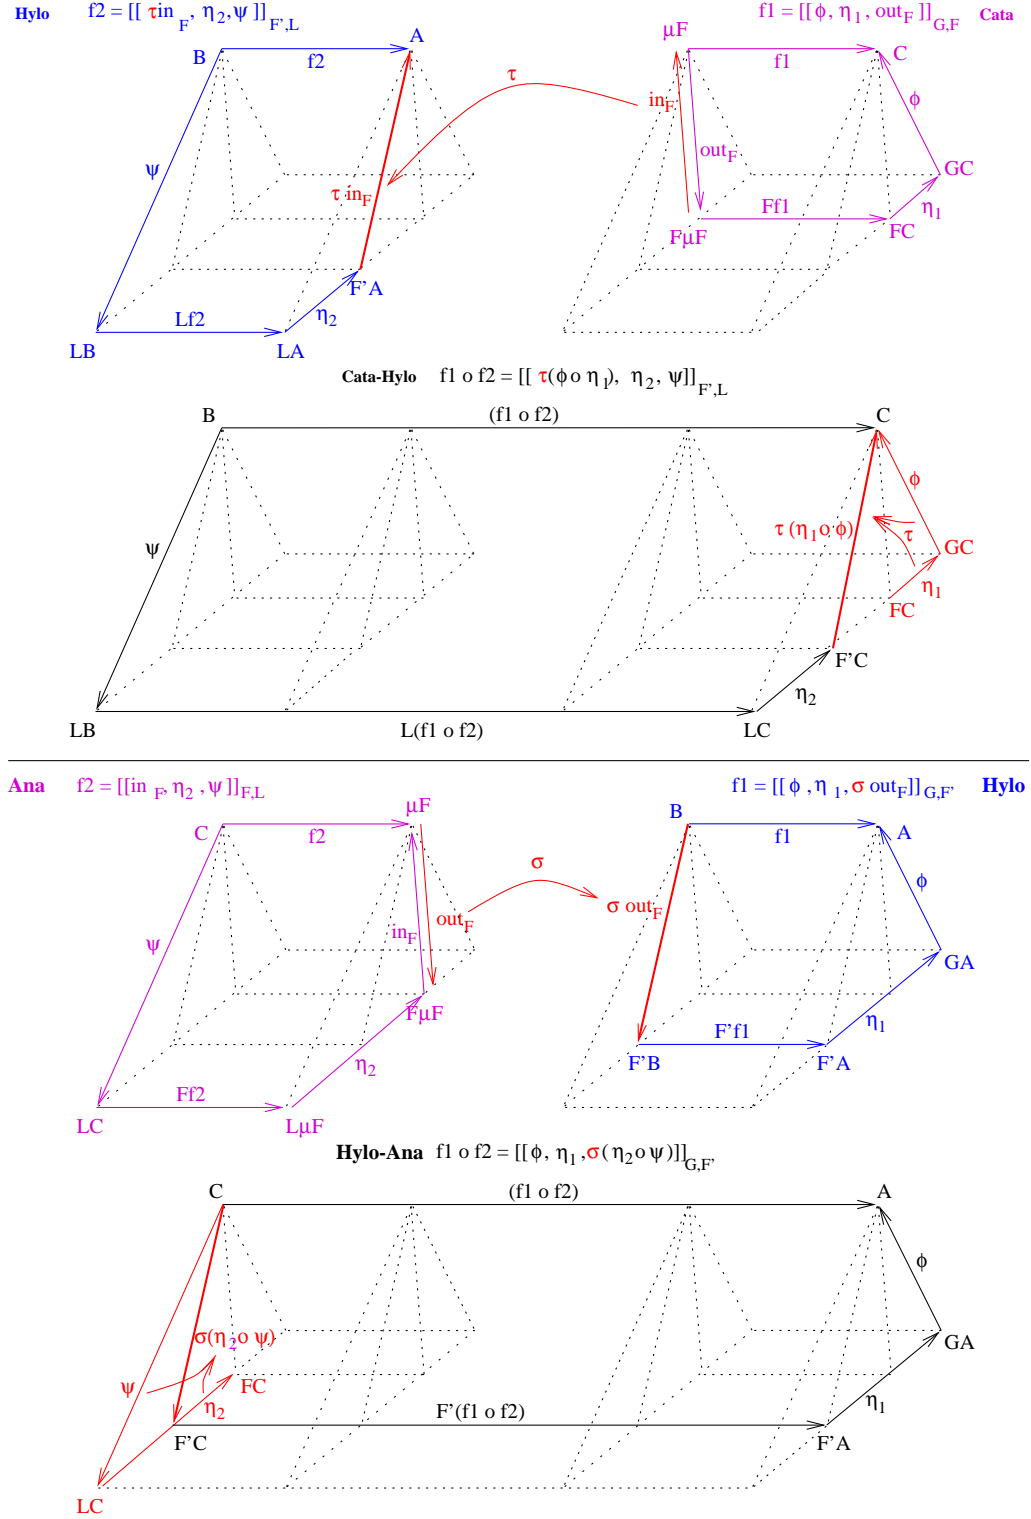 Hylo f2 = [[ τin F, η2, ψ]]F',L
f1 = [[ϕ, η1, outF ]]G,F Cata
B
A
f2
μF
C
f1
τ
inF
ϕ
ψ
outF
GC
τ inF
Ff1
η1
FμF
FC
F'A
Lf2
η2
LB
LA
Cata-Hylo f1 o f2 = [[ τ(ϕ o η1), η2, ψ]]F',L
B
(f1 o f2)
C
ϕ
τ (η1 o ϕ)
τ
ψ
GC
η1
FC
F'C
η2
LB
L(f1 o f2)
LC
Ana f2 = [[in F, η2 , ψ]]F,L
f1 = [[ ϕ , η 1, σ outF]]G,F' Hylo
C
μF
f2
B
A
f1
σ
ϕ
σ outF
outF
inF
ψ
GA
FμF
F'f1
η1
η2
F'B
F'A
Ff2
LC
LμF
Hylo-Ana f1 o f2 = [[ϕ, η1 ,σ(η2 o ψ)]]G,F'
C
(f1 o f2)
A
ϕ
σ(η2 o ψ)
GA
ψ
FC
η2
η1
F'(f1 o f2)
F'C
F'A
LC